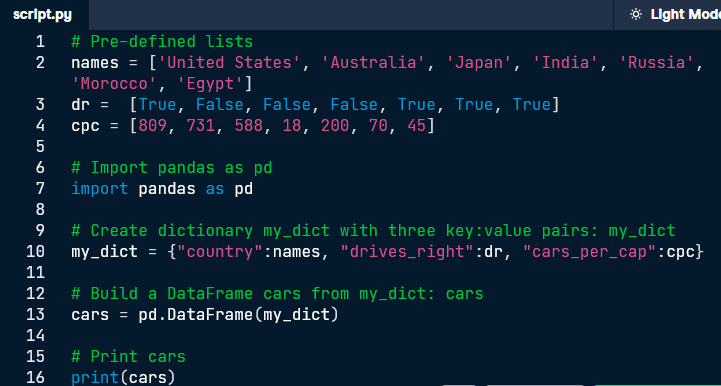 script.py
Light Mode
1 # Pre-defined lists
2 names = ['United States', 'Australia', 'Japan', 'India', 'Russia',
'Morocco', 'Egypt']
3 dr =  [True, False, False, False, True, True, True]
4 cpc = [809, 731, 588, 18, 200, 70, 45]
5
6 # Import pandas as pd
7 import pandas as pd
8
9 # Create dictionary my_dict with three key:value pairs: my_dict
10 my_dict = {"country":names, "drives_right":dr, "cars_per_cap":cpc}
11
12 # Build a DataFrame cars from my_dict: cars
13 cars = pd.DataFrame(my_dict)
14
15 # Print cars
16 print(cars)